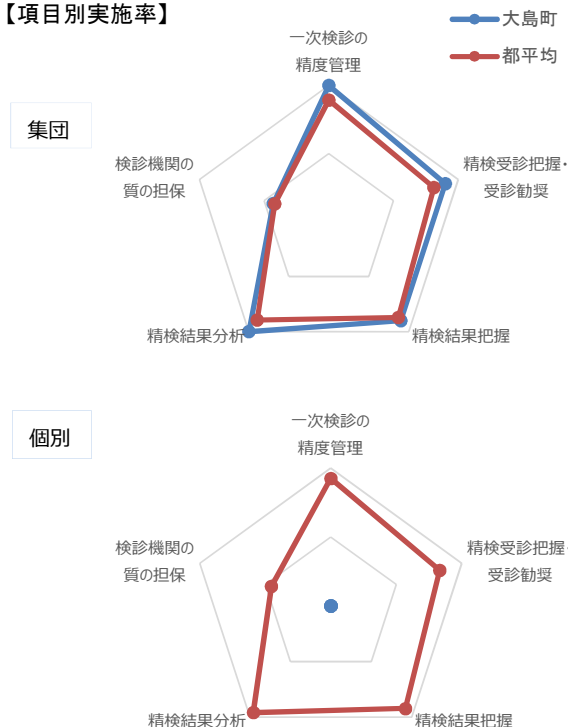 【項目別実施率】
大島町
都平均
集団
一次検診の
精度管理
検診機関の
質の担保
精検受診把握・
受診勧奨
精検結果分析
精検結果把握
個別
一次検診の
精度管理
検診機関の
質の担保
精検受診把握・
受診勧奨
精検結果分析
精検結果把握